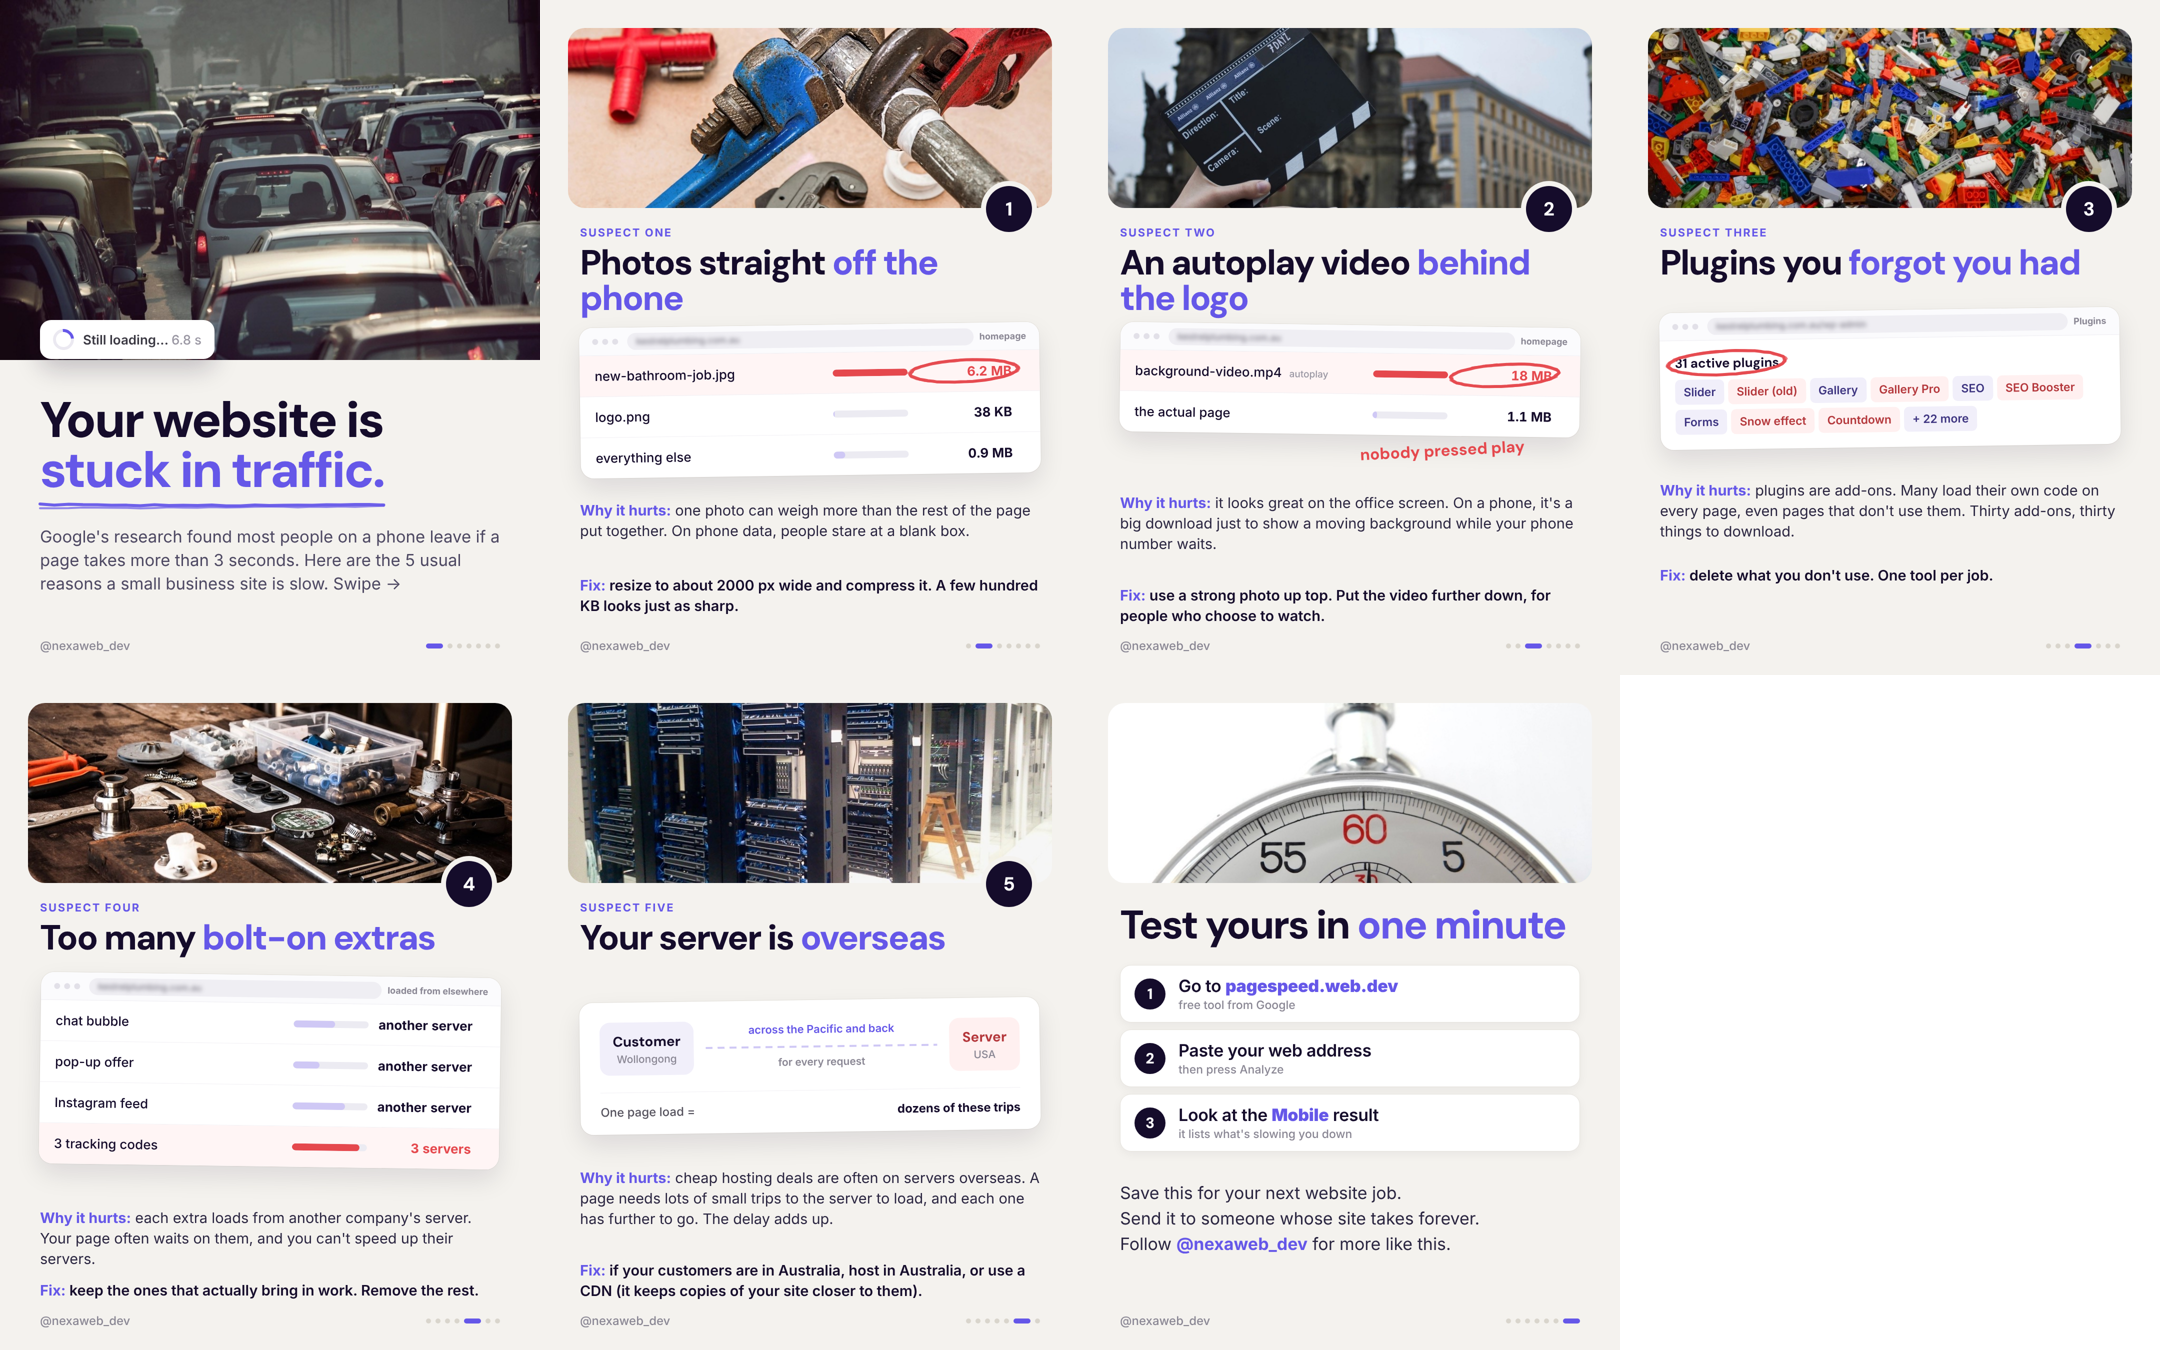 Still loading... 6.8 s
Your website is
stuck in traffic.
Google's research found most people on a phone leave if a
page takes more than 3 seconds. Here are the 5 usual
reasons a small business site is slow. Swipe →
@nexaweb_dev
1
SUSPECT ONE
Photos straight off the
phone
homepage
new-bathroom-job.jpg 6.2 MB
logo.png 38 KB
everything else 0.9 MB
Why it hurts: one photo can weigh more than the rest of the page
put together. On phone data, people stare at a blank box.
Fix: resize to about 2000 px wide and compress it. A few hundred
KB looks just as sharp.
@nexaweb_dev
Direction:
Title:
Scene:
Camera:
2
SUSPECT TWO
An autoplay video behind
the logo
homepage
background-video.mp4 autoplay 18 MB
the actual page 1.1 MB
nobody pressed play
Why it hurts: it looks great on the office screen. On a phone, it's a
big download just to show a moving background while your phone
number waits.
Fix: use a strong photo up top. Put the video further down, for
people who choose to watch.
@nexaweb_dev
3
SUSPECT THREE
Plugins you forgot you had
Plugins
31 active plugins
Slider Slider (old) Gallery Gallery Pro SEO SEO Booster
Forms Snow effect Countdown + 22 more
Why it hurts: plugins are add-ons. Many load their own code on
every page, even pages that don't use them. Thirty add-ons, thirty
things to download.
Fix: delete what you don't use. One tool per job.
@nexaweb_dev
4
SUSPECT FOUR
Too many bolt-on extras
loaded from elsewhere
chat bubble another server
pop-up offer another server
Instagram feed another server
3 tracking codes 3 servers
Why it hurts: each extra loads from another company's server.
Your page often waits on them, and you can't speed up their
servers.
Fix: keep the ones that actually bring in work. Remove the rest.
@nexaweb_dev
5
SUSPECT FIVE
Your server is overseas
Customer
Wollongong
across the Pacific and back
for every request
Server
USA
One page load = dozens of these trips
Why it hurts: cheap hosting deals are often on servers overseas. A
page needs lots of small trips to the server to load, and each one
has further to go. The delay adds up.
Fix: if your customers are in Australia, host in Australia, or use a
CDN (it keeps copies of your site closer to them).
@nexaweb_dev
60
55
5
Test yours in one minute
1 Go to pagespeed.web.dev
free tool from Google
2 Paste your web address
then press Analyze
3 Look at the Mobile result
it lists what's slowing you down
Save this for your next website job.
Send it to someone whose site takes forever.
Follow @nexaweb_dev for more like this.
@nexaweb_dev